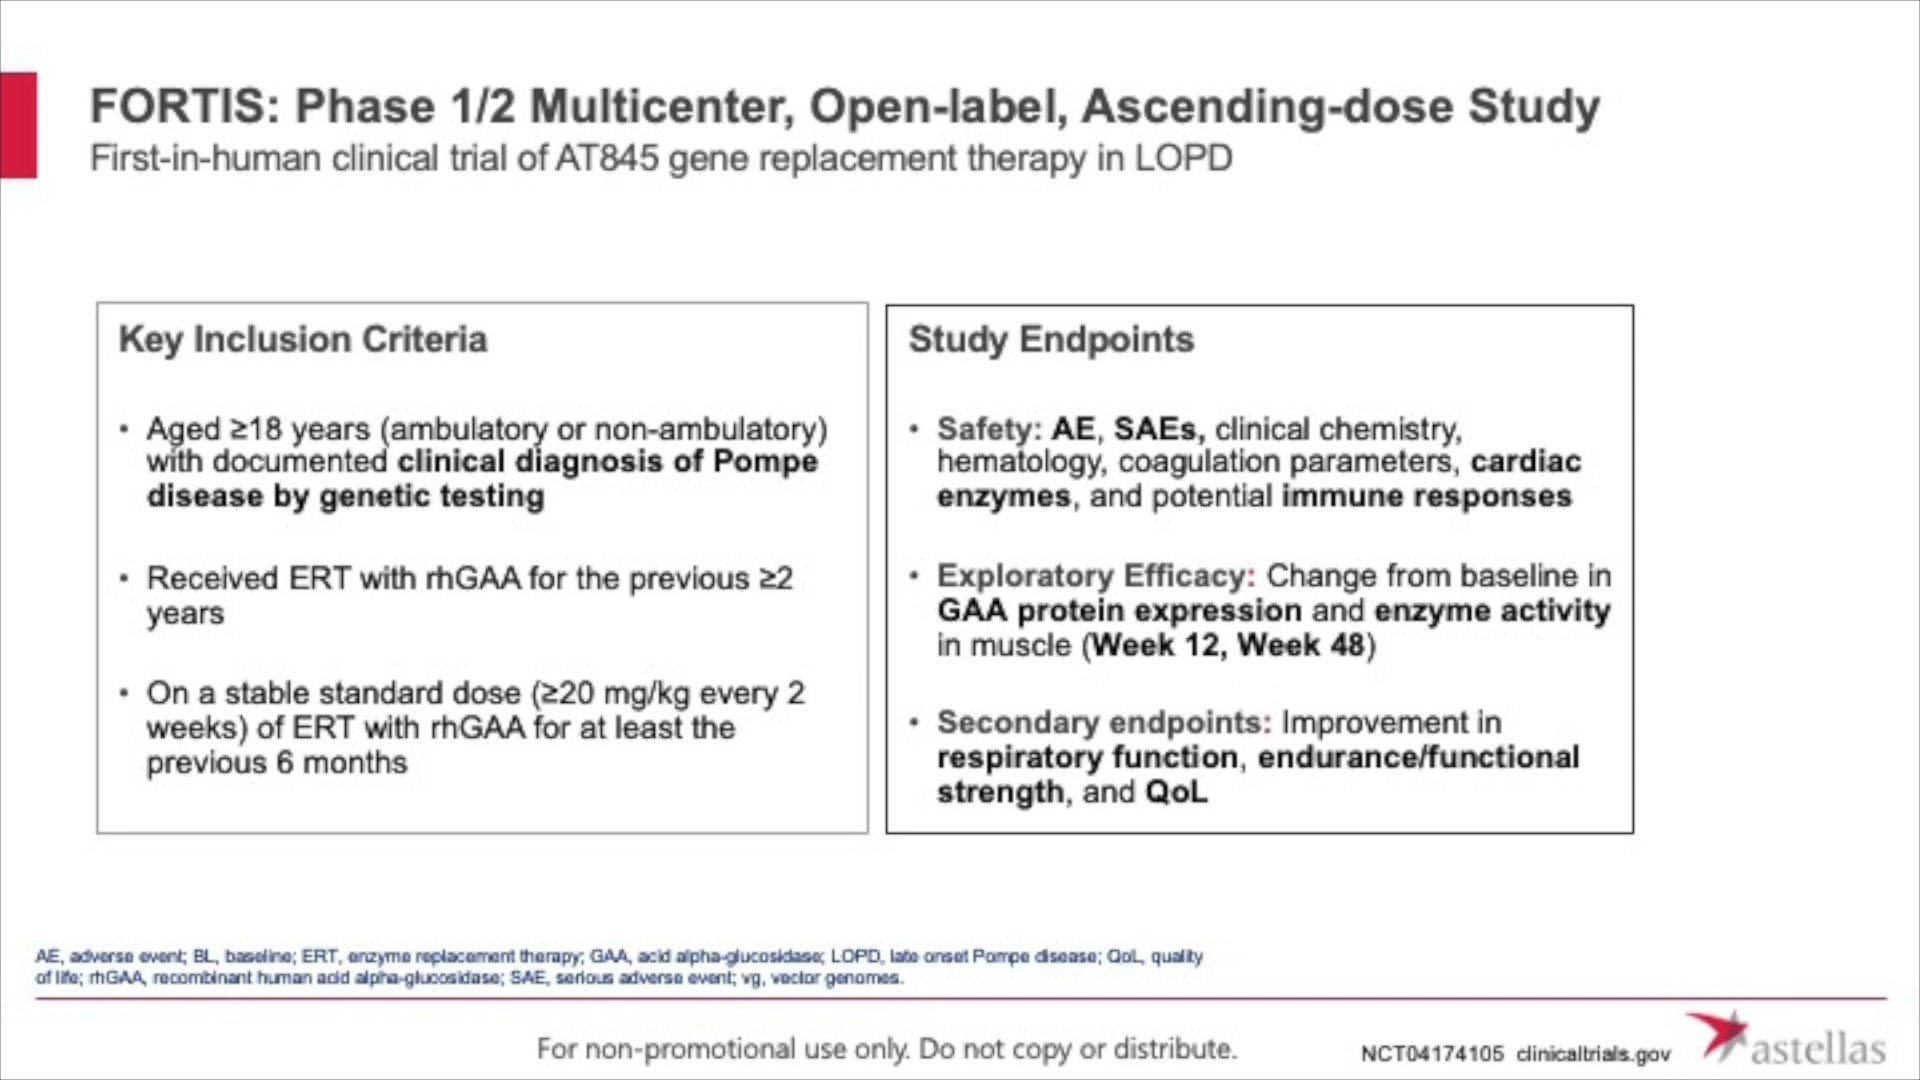 FORTIS: Phase 1/2 Multicenter, Open-label, Ascending-dose Study
First-in-human clinical trial of AT845 gene replacement therapy in LOPD
Key Inclusion Criteria
• Aged ≥18 years (ambulatory or non-ambulatory)
with documented clinical diagnosis of Pompe
disease by genetic testing
• Received ERT with rhGAA for the previous ≥2
years
• On a stable standard dose (≥20 mg/kg every 2
weeks) of ERT with rhGAA for at least the
previous 6 months
Study Endpoints
• Safety: AE, SAEs, clinical chemistry,
hematology, coagulation parameters, cardiac
enzymes, and potential immune responses
• Exploratory Efficacy: Change from baseline in
GAA protein expression and enzyme activity
in muscle (Week 12, Week 48)
• Secondary endpoints: Improvement in
respiratory function, endurance/functional
strength, and QoL
AE, adverse event; BL, baseline; ERT, enzyme replacement therapy; GAA, acid alpha-glucosidase; LOPD, late onset Pompe disease; QoL, quality
of life; rhGAA, recombinant human acid alpha-glucosidase; SAE, serious adverse event; vg, vector genomes.
For non-promotional use only. Do not copy or distribute.
NCT04174105 clinicaltrials.gov
astellas